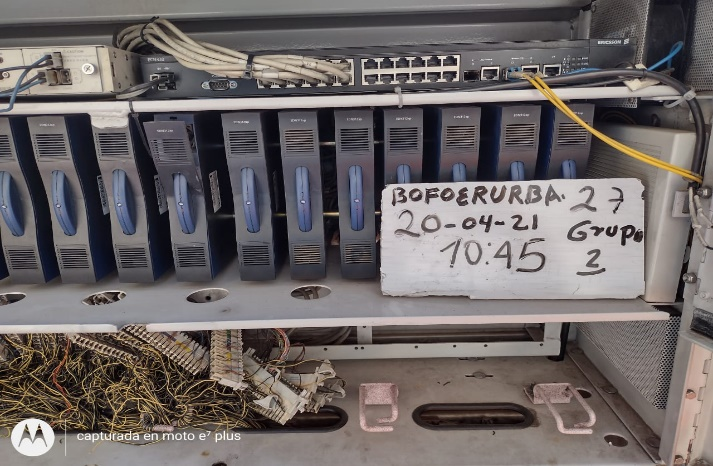 ERICSSON
BOFOERURBA. 27
20-04-21 Grupo
10:45 2
capturada en moto e⁷ plus